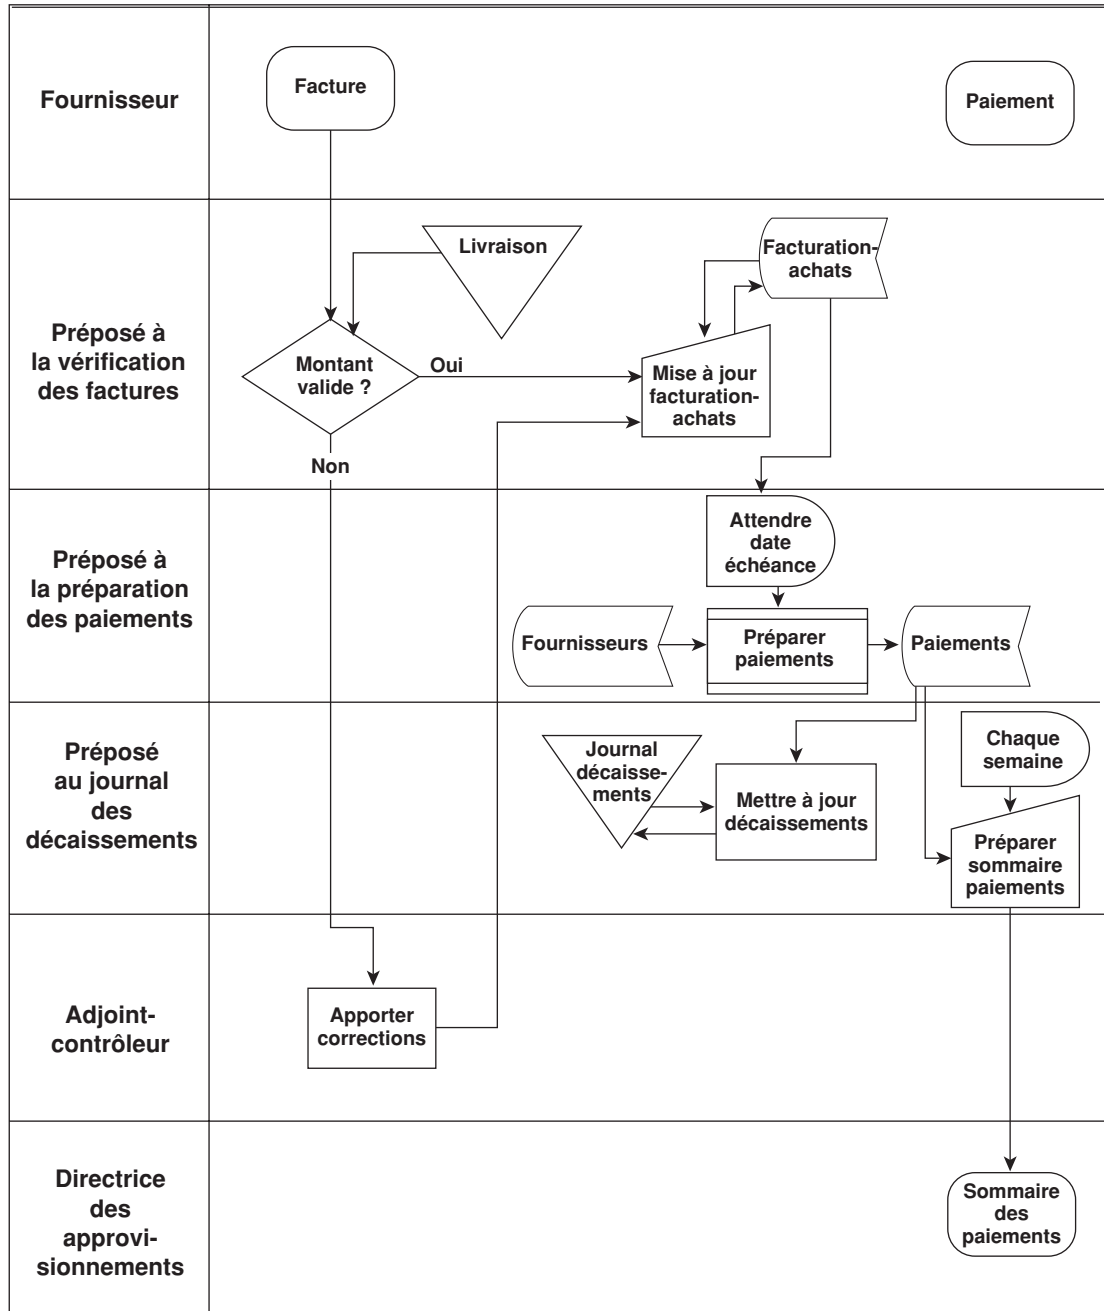 Fournisseur
Facture
Paiement
Préposé à
la vérification
des factures
Livraison
Facturation-
achats
Montant
valide ?
Oui
Non
Mise à jour
facturation-
achats
Préposé à
la préparation
des paiements
Attendre
date
échéance
Fournisseurs
Préparer
paiements
Paiements
Préposé
au journal
des
décaissements
Journal
décaisse-
ments
Mettre à jour
décaissements
Chaque
semaine
Préparer
sommaire
paiements
Adjoint-
contrôleur
Apporter
corrections
Directrice
des
approvi-
sionnements
Sommaire
des
paiements